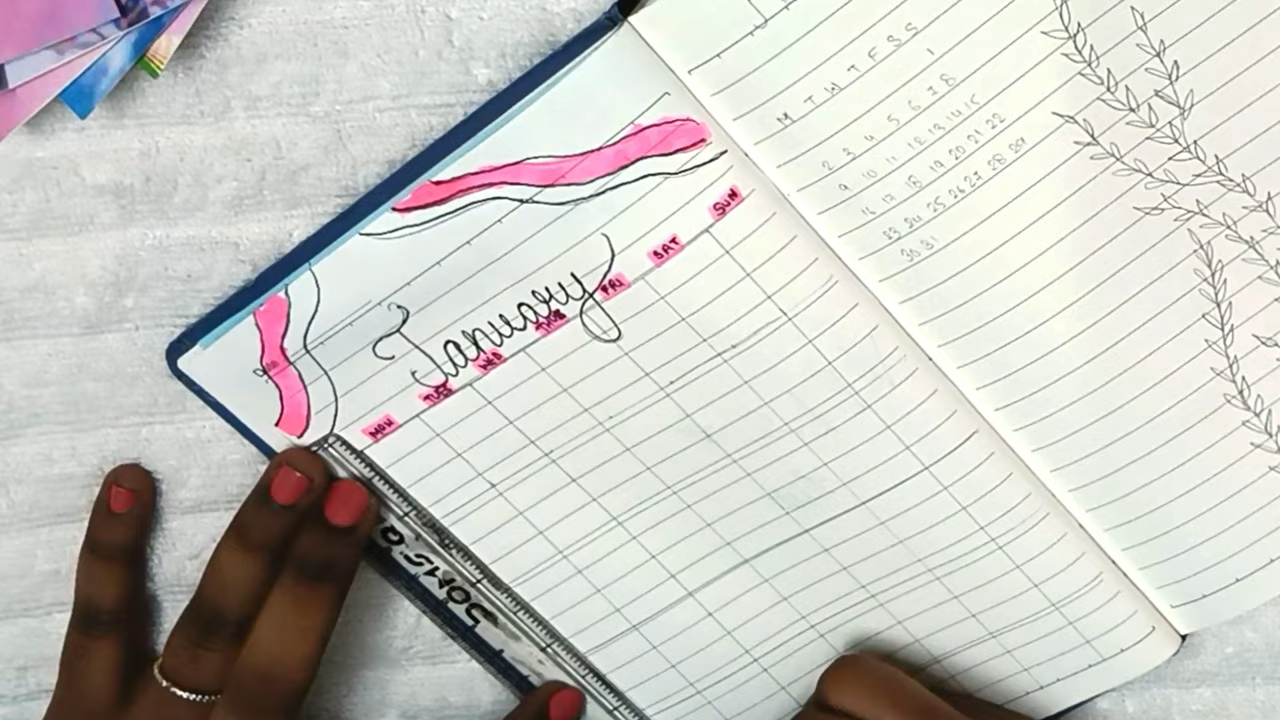 January
MON TUES WED THUR FRI SAT SUN
DOMS
M T W T F S S
1
2 3 4 5 6 7 8
9 10 11 12 13 14 15
16 17 18 19 20 21 22
23 24 25 26 27 28 29
30 31